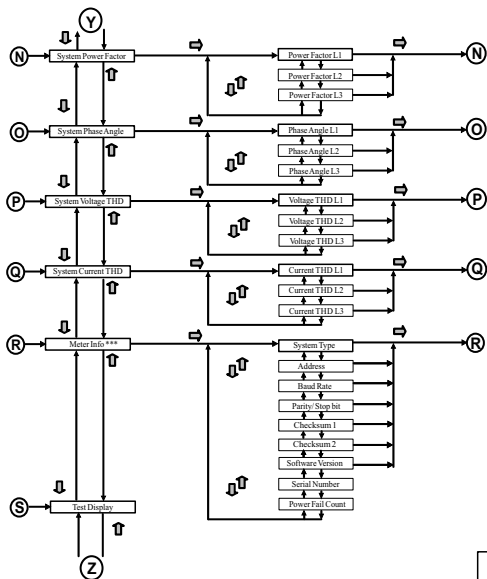 Y
N
System Power Factor
Power Factor L1
N
Power Factor L2
Power Factor L3
O
System Phase Angle
Phase Angle L1
O
Phase Angle L2
Phase Angle L3
P
System Voltage THD
Voltage THD L1
P
Voltage THD L2
Voltage THD L3
Q
System Current THD
Current THD L1
Q
Current THD L2
Current THD L3
R
Meter Info ***
System Type
R
Address
Baud Rate
Parity/ Stop bit
Checksum 1
Checksum 2
Software Version
Serial Number
S
Test Display
Power Fail Count
Z